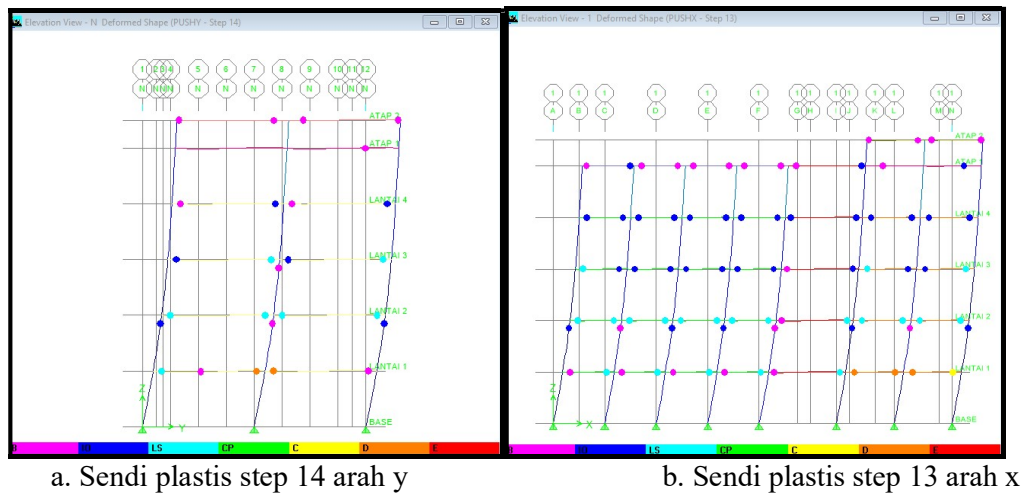 Elevation View - N Deformed Shape (PUSHY - Step 14)
1 2 3 4 5 6 7 8 9 10 11 12
N N N N N N N N N N N N
ATAP 2
ATAP 1
LANTAI 4
LANTAI 3
LANTAI 2
LANTAI 1
BASE
Z
Y
B IO LS CP C D E
a. Sendi plastis step 14 arah y
Elevation View - 1 Deformed Shape (PUSHX - Step 13)
1 1 1 1 1 1 1 1 1 1 1 1 1 1
A B C D E F G H I J K L M N
ATAP 2
ATAP 1
LANTAI 4
LANTAI 3
LANTAI 2
LANTAI 1
BASE
Z
X
B IO LS CP C D E
b. Sendi plastis step 13 arah x